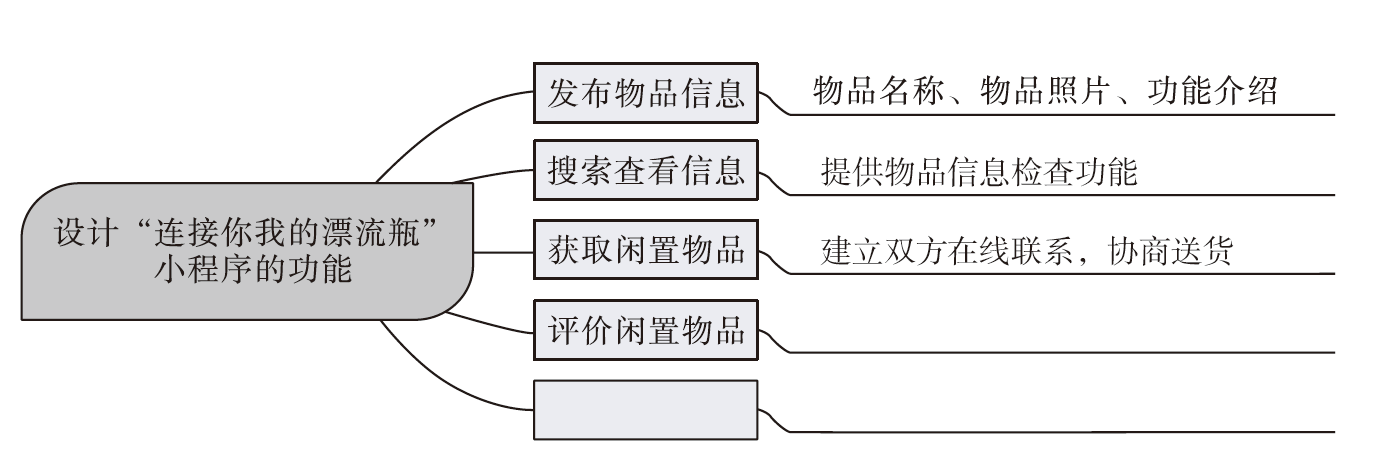 发布物品信息
物品名称、物品照片、功能介绍
搜索查看信息
提供物品信息检查功能
设计“连接你我的漂流瓶”
小程序的功能
获取闲置物品
建立双方在线联系，协商送货
评价闲置物品